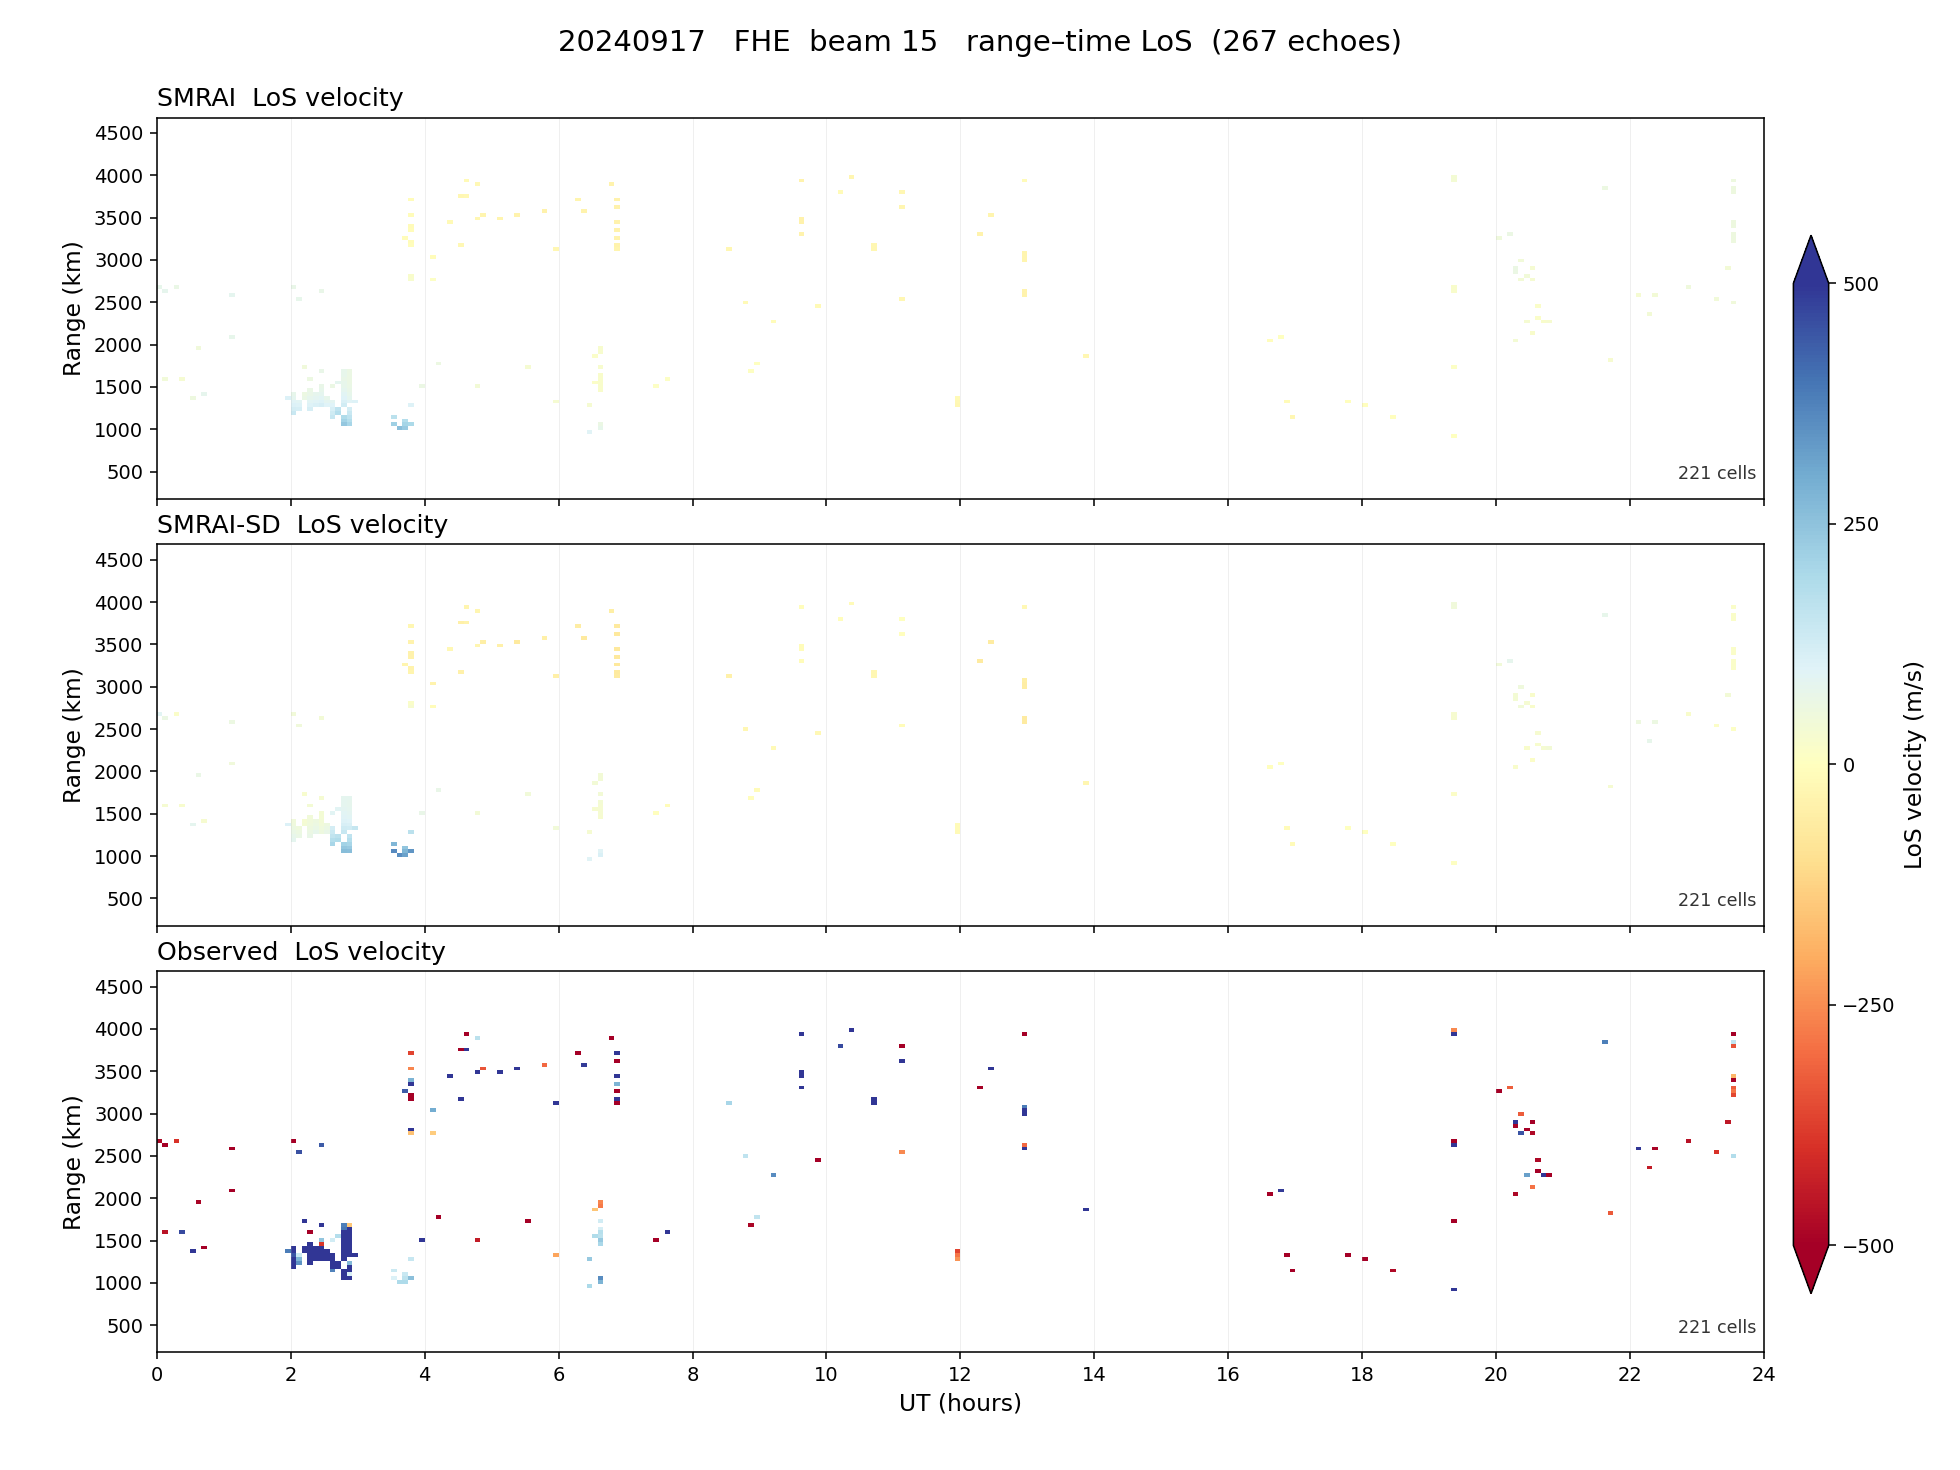 20240917   FHE  beam 15   range–time LoS  (267 echoes)
SMRAI  LoS velocity
4500
4000
3500
3000
2500
2000
1500
1000
500
Range (km)
221 cells
SMRAI-SD  LoS velocity
4500
4000
3500
3000
2500
2000
1500
1000
500
Range (km)
221 cells
Observed  LoS velocity
4500
4000
3500
3000
2500
2000
1500
1000
500
Range (km)
221 cells
0 2 4 6 8 10 12 14 16 18 20 22 24
UT (hours)
500
250
0
−250
−500
LoS velocity (m/s)